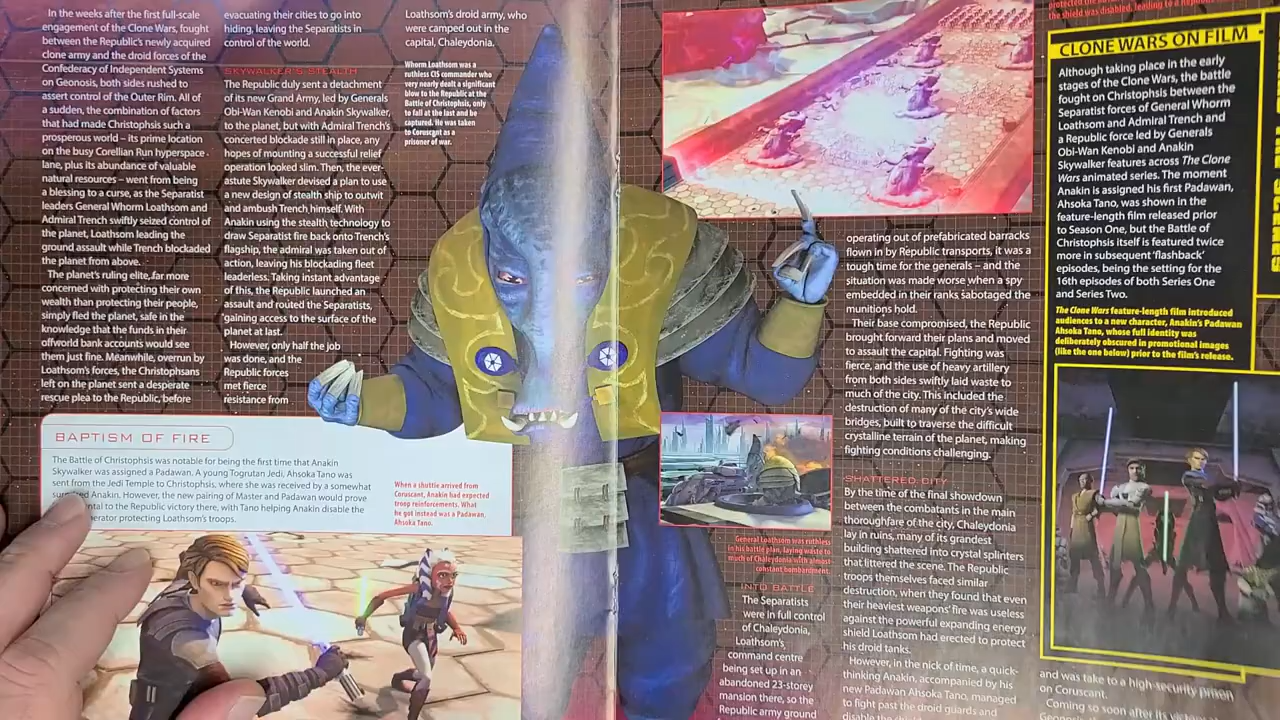 In the weeks after the first full-scale
engagement of the Clone Wars, fought
between the Republic's newly acquired
clone army and the droid forces of the
Confederacy of Independent Systems
on Geonosis, both sides rushed to
assert control of the Outer Rim. All of
a sudden, the combination of factors
that had made Christophsis such a
prosperous world – its prime location
on the busy Corellian Run hyperspace
lane, plus its abundance of valuable
natural resources – went from being
a blessing to a curse, as the Separatist
leaders General Whorm Loathsom and
Admiral Trench swiftly seized control of
the planet, Loathsom leading the
ground assault while Trench blockaded
the planet from above.
The planet's ruling elite, far more
concerned with protecting their own
wealth than protecting their people,
simply fled the planet, safe in the
knowledge that the funds in their
offworld bank accounts would see
them just fine. Meanwhile, overrun by
Loathsom's forces, the Christophsans
left on the planet sent a desperate
rescue plea to the Republic, before
evacuating their cities to go into
hiding, leaving the Separatists in
control of the world.
SKYWALKER'S STEALTH
The Republic duly sent a detachment
of its new Grand Army, led by Generals
Obi-Wan Kenobi and Anakin Skywalker,
to the planet, but with Admiral Trench's
concerted blockade still in place, any
hopes of mounting a successful relief
operation looked slim. Then, the ever-
astute Skywalker devised a plan to use
a new design of stealth ship to outwit
and ambush Trench himself. With
Anakin using the stealth technology to
draw Separatist fire back onto Trench's
flagship, the admiral was taken out of
action, leaving his blockading fleet
leaderless. Taking instant advantage
of this, the Republic launched an
assault and routed the Separatists,
gaining access to the surface of the
planet at last.
However, only half the job
was done, and the
Republic forces
met fierce
resistance from
Loathsom's droid army, who
were camped out in the
capital, Chaleydonia.
Whorm Loathsom was a
ruthless CIS commander who
very nearly dealt a significant
blow to the Republic at the
Battle of Christophsis, only
to fall at the last and be
captured. He was taken
to Coruscant as a
prisoner of war.
BAPTISM OF FIRE
The Battle of Christophsis was notable for being the first time that Anakin
Skywalker was assigned a Padawan. A young Togrutan Jedi, Ahsoka Tano was
sent from the Jedi Temple to Christophsis, where she was received by a somewhat
Anakin. However, the new pairing of Master and Padawan would prove
to the Republic victory there, with Tano helping Anakin disable the
protecting Loathsom's troops.
When a shuttle arrived from
Coruscant, Anakin had expected
troop reinforcements. What
he got instead was a Padawan,
Ahsoka Tano.
General Loathsom was ruthless
in his battle plan, laying waste to
much of Chaleydonia with almost
constant bombardment.
INTO BATTLE
The Separatists
were in full control
of Chaleydonia,
Loathsom's
command centre
being set up in an
abandoned 23-storey
mansion there, so the
Republic army ground
operating out of prefabricated barracks
flown in by Republic transports, it was a
tough time for the generals – and the
situation was made worse when a spy
embedded in their ranks sabotaged the
munitions hold.
Their base compromised, the Republic
brought forward their plans and moved
to assault the capital. Fighting was
fierce, and the use of heavy artillery
from both sides swiftly laid waste to
much of the city. This included the
destruction of many of the city's wide
bridges, built to traverse the difficult
crystalline terrain of the planet, making
fighting conditions challenging.
SHATTERED CITY
By the time of the final showdown
between the combatants in the main
thoroughfare of the city, Chaleydonia
lay in ruins, many of its grandest
building shattered into crystal splinters
that littered the scene. The Republic
troops themselves faced similar
destruction, when they found that even
their heaviest weapons' fire was useless
against the powerful expanding energy
shield Loathsom had erected to protect
his droid tanks.
However, in the nick of time, a quick-
thinking Anakin, accompanied by his
new Padawan Ahsoka Tano, managed
to fight past the droid guards and
disable the
the shield was disabled, leading to a
CLONE WARS ON FILM
Although taking place in the early
stages of the Clone Wars, the battle
fought on Christophsis between the
Separatist forces of General Whorm
Loathsom and Admiral Trench and
a Republic force led by Generals
Obi-Wan Kenobi and Anakin
Skywalker features across The Clone
Wars animated series. The moment
Anakin is assigned his first Padawan,
Ahsoka Tano, was shown in the
feature-length film released prior
to Season One, but the Battle of
Christophsis itself is featured twice
more in subsequent 'flashback'
episodes, being the setting for the
16th episodes of both Series One
and Series Two.
The Clone Wars feature-length film introduced
audiences to a new character, Anakin's Padawan
Ahsoka Tano, whose full identity was
deliberately obscured in promotional images
(like the one below) prior to the film's release.
and was take to a high-security prison
on Coruscant.
Coming so soon after its